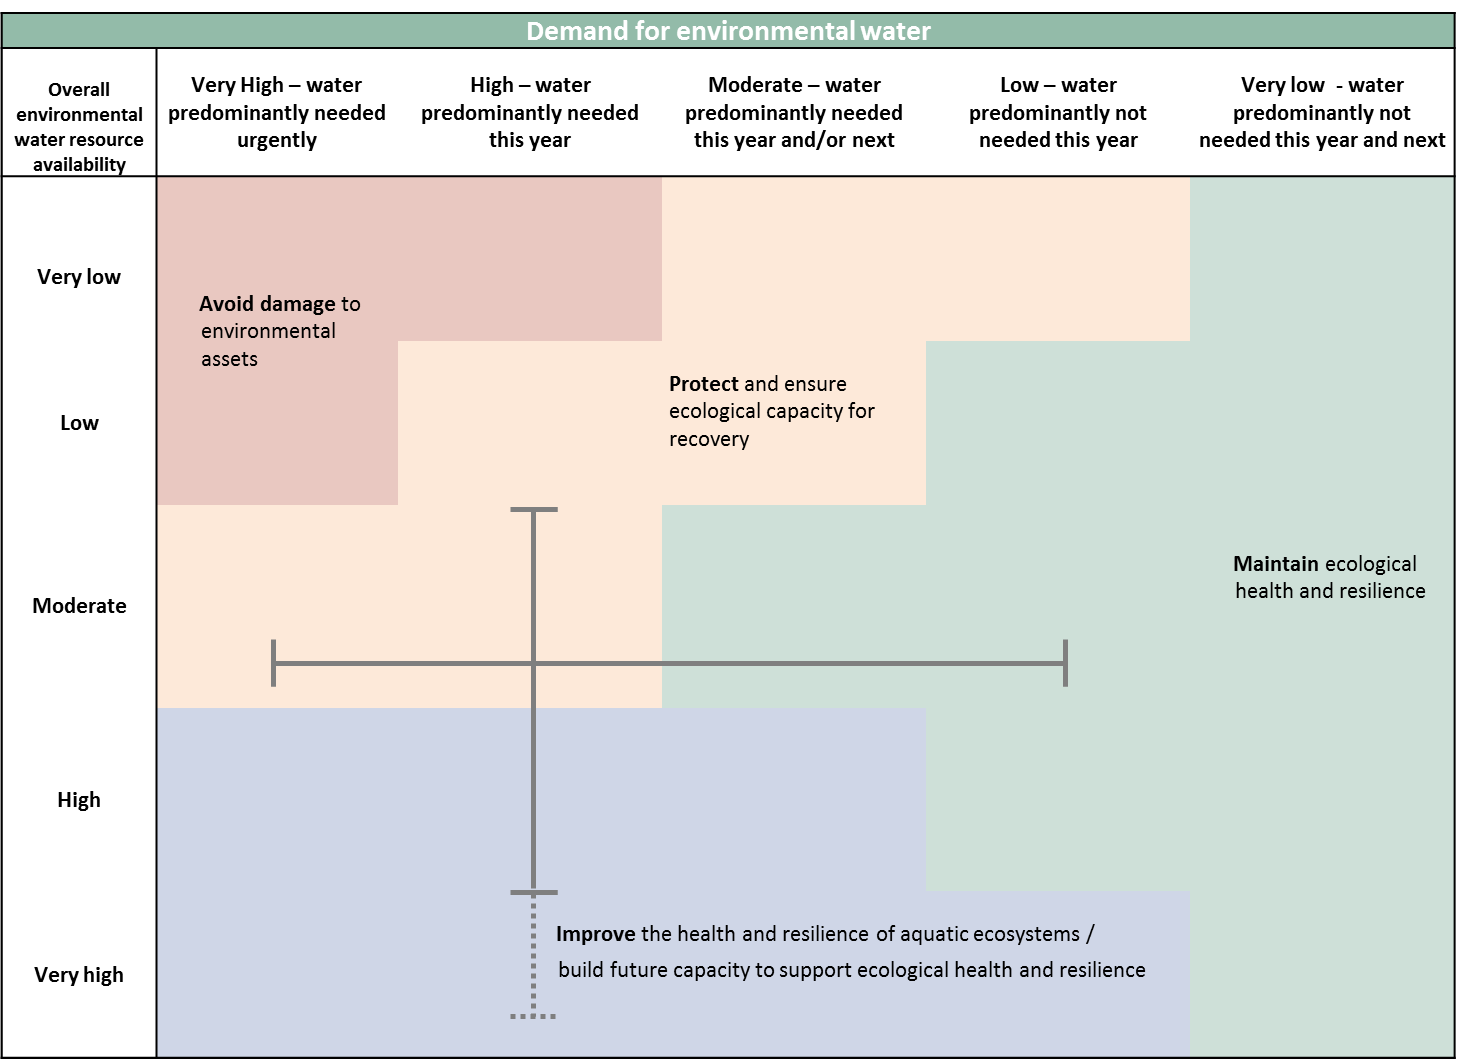 Demand for environmental water
Overall
environmental
water resource
availability
Very High – water
predominantly needed
urgently
High – water
predominantly needed
this year
Moderate – water
predominantly needed
this year and/or next
Low – water
predominantly not
needed this year
Very low - water
predominantly not
needed this year and next
Very low
Avoid damage to
environmental
assets
Low
Protect and ensure
ecological capacity for
recovery
Moderate
Maintain ecological
health and resilience
High
Very high
Improve the health and resilience of aquatic ecosystems /
build future capacity to support ecological health and resilience